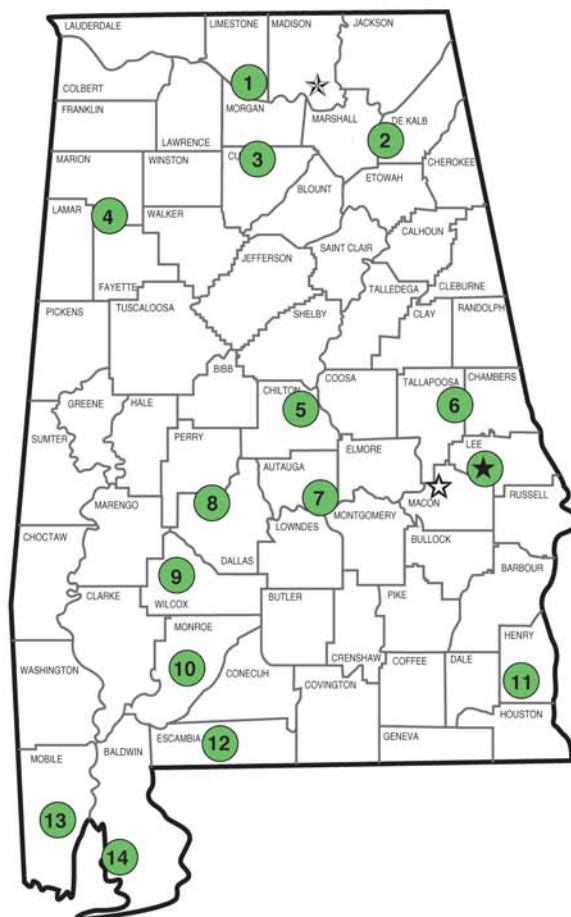 LAUDERDALE
LIMESTONE
MADISON
JACKSON
COLBERT
1
FRANKLIN
LAWRENCE
MORGAN
MARSHALL
DE KALB
2
MARION
WINSTON
CU
3
CHEROKEE
ETOWAH
BLOUNT
LAMAR
4
WALKER
CALHOUN
SAINT CLAIR
JEFFERSON
FAYETTE
TALLEDEGA
CLEBURNE
PICKENS
TUSCALOOSA
SHELBY
CLAY
RANDOLPH
BIBB
COOSA
TALLAPOOSA
CHAMBERS
CHILTON
5
6
GREENE
HALE
SUMTER
PERRY
ELMORE
LEE
AUTAUGA
7
8
MACON
RUSSELL
MARENGO
MONTGOMERY
LOWNDES
CHOCTAW
BULLOCK
DALLAS
BARBOUR
9
CLARKE
WILCOX
BUTLER
PIKE
MONROE
HENRY
10
CONECUH
CRENSHAW
COFFEE
DALE
WASHINGTON
COVINGTON
11
HOUSTON
ESCAMBIA
12
GENEVA
MOBILE
BALDWIN
13
14